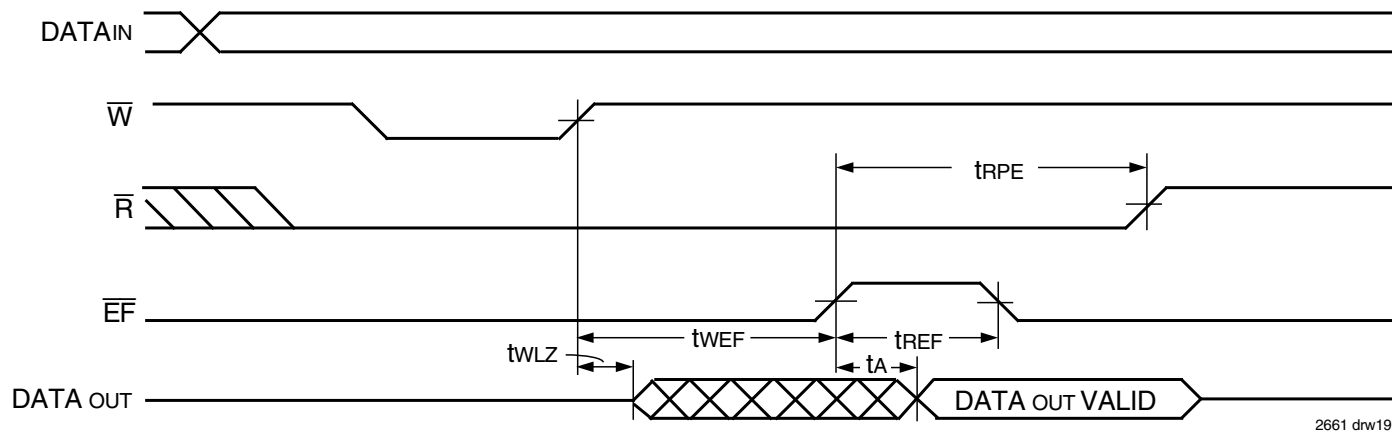 DATAIN
W
R
tRPE
EF
tWEF
tREF
tWLZ
tA
DATA OUT
DATA OUT VALID
2661 drw19